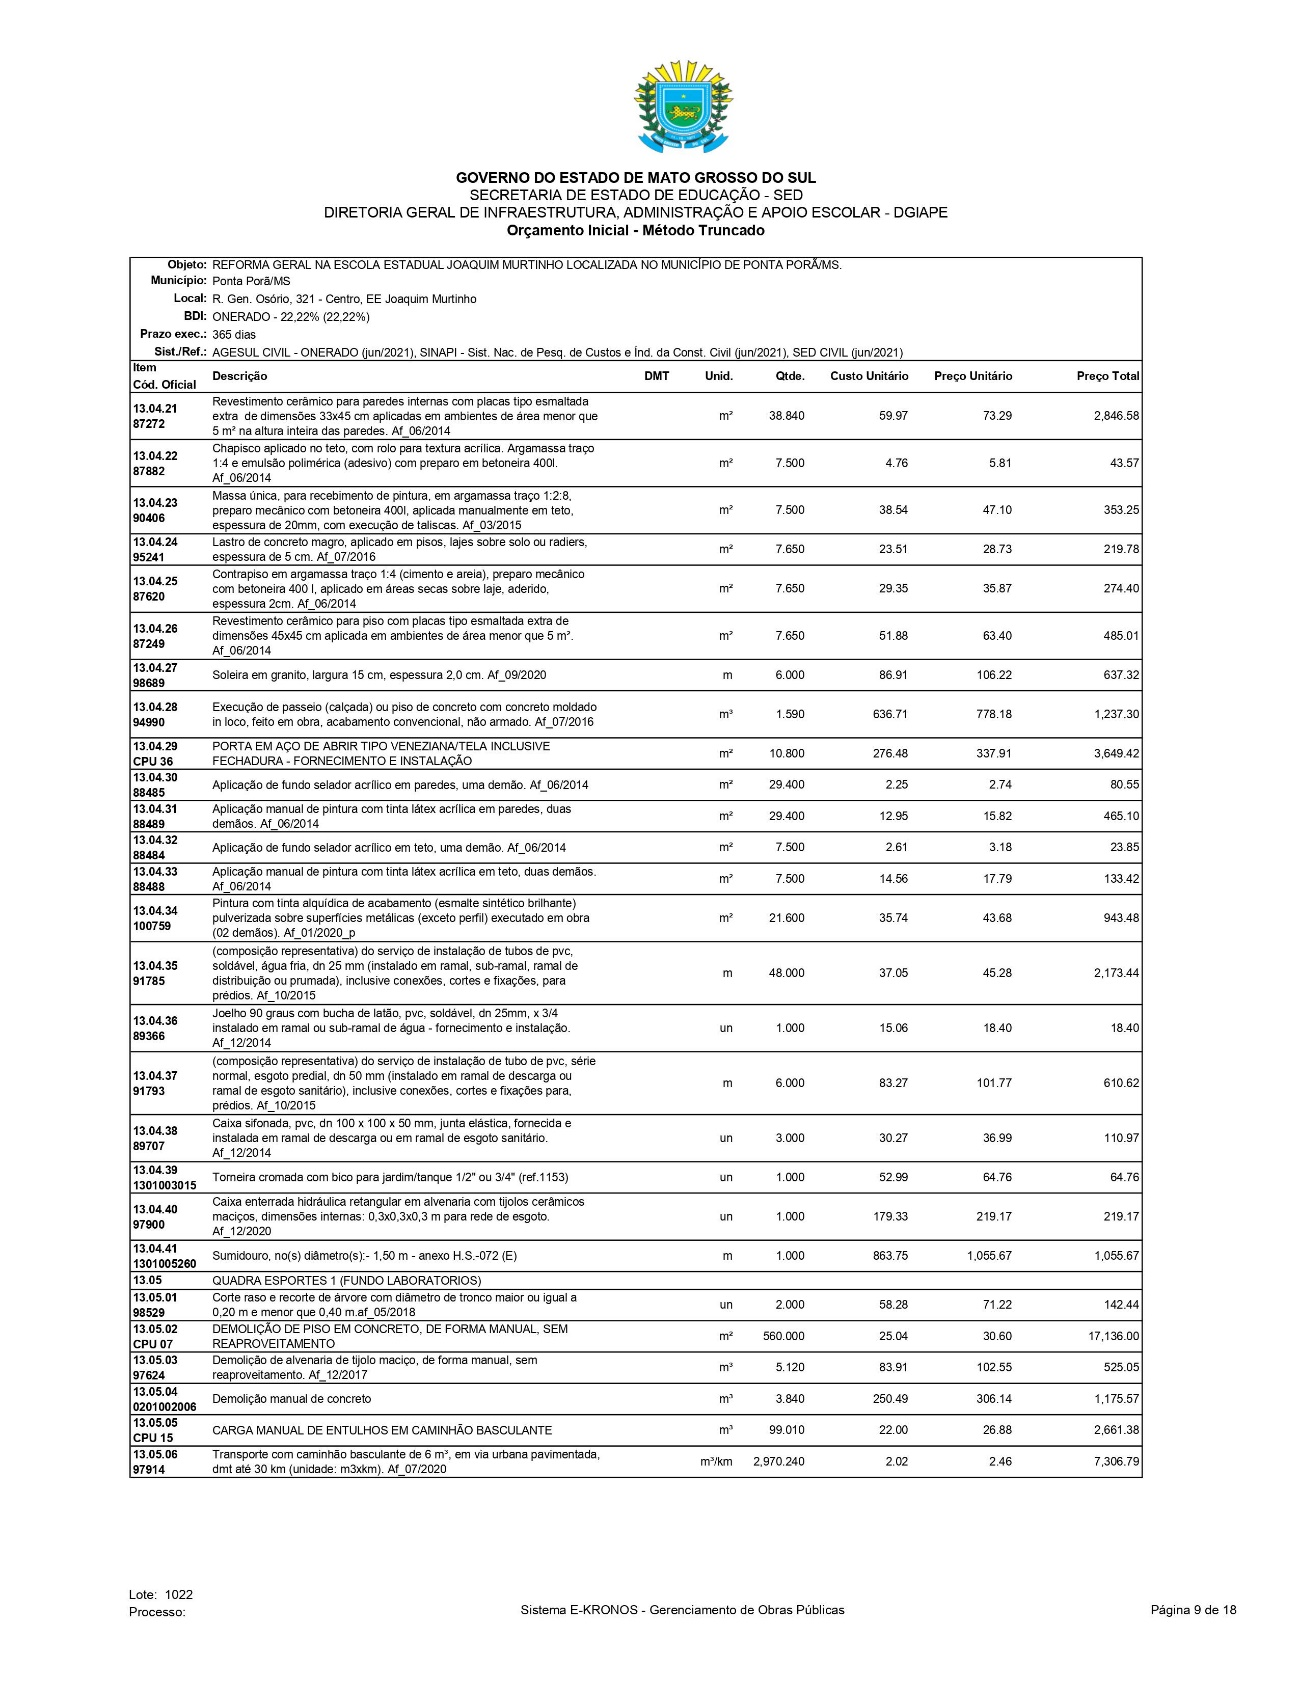 GOVERNO DO ESTADO DE MATO GROSSO DO SUL
SECRETARIA DE ESTADO DE EDUCAÇÃO - SED
DIRETORIA GERAL DE INFRAESTRUTURA, ADMINISTRAÇÃO E APOIO ESCOLAR - DGIAPE
Orçamento Inicial - Método Truncado
Objeto: REFORMA GERAL NA ESCOLA ESTADUAL JOAQUIM MURTINHO LOCALIZADA NO MUNICÍPIO DE PONTA PORÃ/MS.
Município: Ponta Porã/MS
Local: R. Gen. Osório, 321 - Centro, EE Joaquim Murtinho
BDI: ONERADO - 22,22% (22,22%)
Prazo exec.: 365 dias
Sist./Ref.: AGESUL CIVIL - ONERADO (jun/2021), SINAPI - Sist. Nac. de Pesq. de Custos e Índ. da Const. Civil (jun/2021), SED CIVIL (jun/2021)
Item
Cód. Oficial Descrição DMT Unid. Qtde. Custo Unitário Preço Unitário Preço Total
13.04.21
87272
Revestimento cerâmico para paredes internas com placas tipo esmaltada
extra de dimensões 33x45 cm aplicadas em ambientes de área menor que
5 m² na altura inteira das paredes. Af_06/2014
m² 38.840 59.97 73.29 2,846.58
13.04.22
87882
Chapisco aplicado no teto, com rolo para textura acrílica. Argamassa traço
1:4 e emulsão polimérica (adesivo) com preparo em betoneira 400l.
Af_06/2014
m² 7.500 4.76 5.81 43.57
13.04.23
90406
Massa única, para recebimento de pintura, em argamassa traço 1:2:8,
preparo mecânico com betoneira 400l, aplicada manualmente em teto,
espessura de 20mm, com execução de taliscas. Af_03/2015
m² 7.500 38.54 47.10 353.25
13.04.24
95241
Lastro de concreto magro, aplicado em pisos, lajes sobre solo ou radiers,
espessura de 5 cm. Af_07/2016
m² 7.650 23.51 28.73 219.78
13.04.25
87620
Contrapiso em argamassa traço 1:4 (cimento e areia), preparo mecânico
com betoneira 400 l, aplicado em áreas secas sobre laje, aderido,
espessura 2cm. Af_06/2014
m² 7.650 29.35 35.87 274.40
13.04.26
87249
Revestimento cerâmico para piso com placas tipo esmaltada extra de
dimensões 45x45 cm aplicada em ambientes de área menor que 5 m².
Af_06/2014
m² 7.650 51.88 63.40 485.01
13.04.27
98689
Soleira em granito, largura 15 cm, espessura 2,0 cm. Af_09/2020
m 6.000 86.91 106.22 637.32
13.04.28
94990
Execução de passeio (calçada) ou piso de concreto com concreto moldado
in loco, feito em obra, acabamento convencional, não armado. Af_07/2016
m³ 1.590 636.71 778.18 1,237.30
13.04.29
CPU 36
PORTA EM AÇO DE ABRIR TIPO VENEZIANA/TELA INCLUSIVE
FECHADURA - FORNECIMENTO E INSTALAÇÃO
m² 10.800 276.48 337.91 3,649.42
13.04.30
88485
Aplicação de fundo selador acrílico em paredes, uma demão. Af_06/2014
m² 29.400 2.25 2.74 80.55
13.04.31
88489
Aplicação manual de pintura com tinta látex acrílica em paredes, duas
demãos. Af_06/2014
m² 29.400 12.95 15.82 465.10
13.04.32
88484
Aplicação de fundo selador acrílico em teto, uma demão. Af_06/2014
m² 7.500 2.61 3.18 23.85
13.04.33
88488
Aplicação manual de pintura com tinta látex acrílica em teto, duas demãos.
Af_06/2014
m² 7.500 14.56 17.79 133.42
13.04.34
100759
Pintura com tinta alquídica de acabamento (esmalte sintético brilhante)
pulverizada sobre superfícies metálicas (exceto perfil) executado em obra
(02 demãos). Af_01/2020_p
m² 21.600 35.74 43.68 943.48
13.04.35
91785
(composição representativa) do serviço de instalação de tubos de pvc,
soldável, água fria, dn 25 mm (instalado em ramal, sub-ramal, ramal de
distribuição ou prumada), inclusive conexões, cortes e fixações, para
prédios. Af_10/2015
m 48.000 37.05 45.28 2,173.44
13.04.36
89366
Joelho 90 graus com bucha de latão, pvc, soldável, dn 25mm, x 3/4
instalado em ramal ou sub-ramal de água - fornecimento e instalação.
Af_12/2014
un 1.000 15.06 18.40 18.40
13.04.37
91793
(composição representativa) do serviço de instalação de tubo de pvc, série
normal, esgoto predial, dn 50 mm (instalado em ramal de descarga ou
ramal de esgoto sanitário), inclusive conexões, cortes e fixações para,
prédios. Af_10/2015
m 6.000 83.27 101.77 610.62
13.04.38
89707
Caixa sifonada, pvc, dn 100 x 100 x 50 mm, junta elástica, fornecida e
instalada em ramal de descarga ou em ramal de esgoto sanitário.
Af_12/2014
un 3.000 30.27 36.99 110.97
13.04.39
1301003015
Torneira cromada com bico para jardim/tanque 1/2" ou 3/4" (ref.1153)
un 1.000 52.99 64.76 64.76
13.04.40
97900
Caixa enterrada hidráulica retangular em alvenaria com tijolos cerâmicos
maciços, dimensões internas: 0,3x0,3x0,3 m para rede de esgoto.
Af_12/2020
un 1.000 179.33 219.17 219.17
13.04.41
1301005260
Sumidouro, no(s) diâmetro(s):- 1,50 m - anexo H.S.-072 (E)
m 1.000 863.75 1,055.67 1,055.67
13.05 QUADRA ESPORTES 1 (FUNDO LABORATORIOS)
13.05.01
98529
Corte raso e recorte de árvore com diâmetro de tronco maior ou igual a
0,20 m e menor que 0,40 m.af_05/2018
un 2.000 58.28 71.22 142.44
13.05.02
CPU 07
DEMOLIÇÃO DE PISO EM CONCRETO, DE FORMA MANUAL, SEM
REAPROVEITAMENTO
m² 560.000 25.04 30.60 17,136.00
13.05.03
97624
Demolição de alvenaria de tijolo maciço, de forma manual, sem
reaproveitamento. Af_12/2017
m³ 5.120 83.91 102.55 525.05
13.05.04
0201002006
Demolição manual de concreto
m³ 3.840 250.49 306.14 1,175.57
13.05.05
CPU 15
CARGA MANUAL DE ENTULHOS EM CAMINHÃO BASCULANTE
m³ 99.010 22.00 26.88 2,661.38
13.05.06
97914
Transporte com caminhão basculante de 6 m³, em via urbana pavimentada,
dmt até 30 km (unidade: m3xkm). Af_07/2020
m³/km 2,970.240 2.02 2.46 7,306.79
Lote: 1022
Processo:
Sistema E-KRONOS - Gerenciamento de Obras Públicas
Página 9 de 18